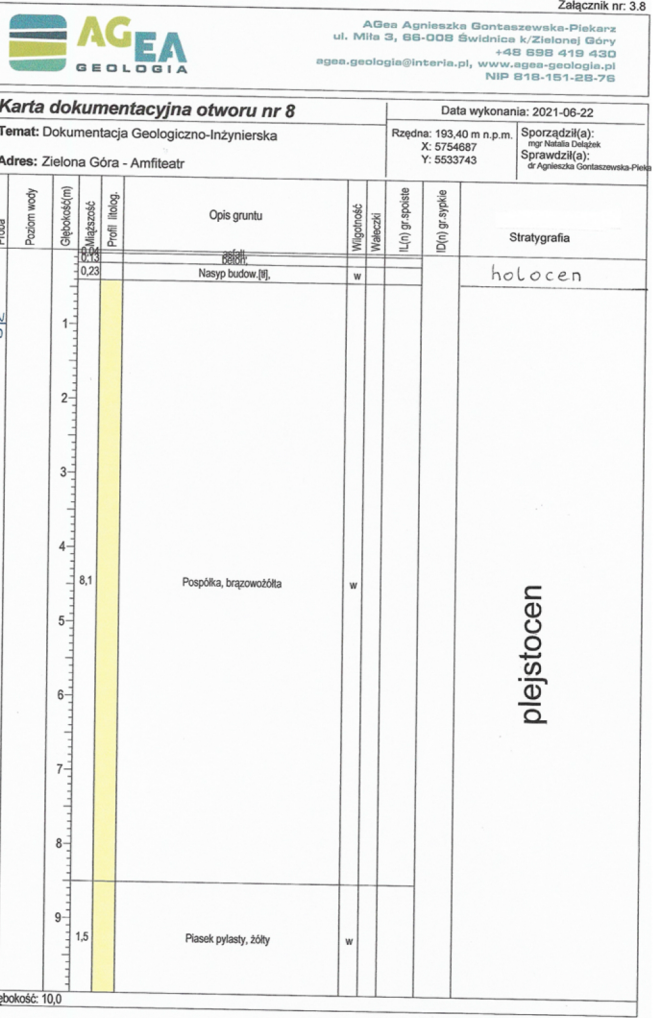 Załącznik nr: 3.8
AGEA
GEOLOGIA
AGea Agnieszka Gontaszewska-Piekarz
ul. Miła 3, 66-008 Świdnica k/Zielonej Góry
+48 698 419 430
agea.geologia@interia.pl, www.agea-geologia.pl
NIP 818-151-28-76
Karta dokumentacyjna otworu nr 8
Data wykonania: 2021-06-22
Temat: Dokumentacja Geologiczno-Inżynierska
Adres: Zielona Góra - Amfiteatr
Rzędna: 193,40 m n.p.m.
X: 5754687
Y: 5533743
Sporządził(a):
mgr Natalia Delążek
Sprawdził(a):
dr Agnieszka Gontaszewska-Pieka
Próba
Poziom wody
Głębokość(m)
Miąższość
Profil litolog.
Opis gruntu
Wilgotność
Wałeczki
IL(n) gr.spoiste
ID(n) gr.sypkie
Stratygrafia
0,04 asfalt
0,13 beton,
0,23 Nasyp budow.[tł], w
holocen
1
2
3
4
8,1 Pospółka, brązowożółta w
5
plejstocen
6
7
8
9
1,5 Piasek pylasty, żółty w
ębokość: 10,0